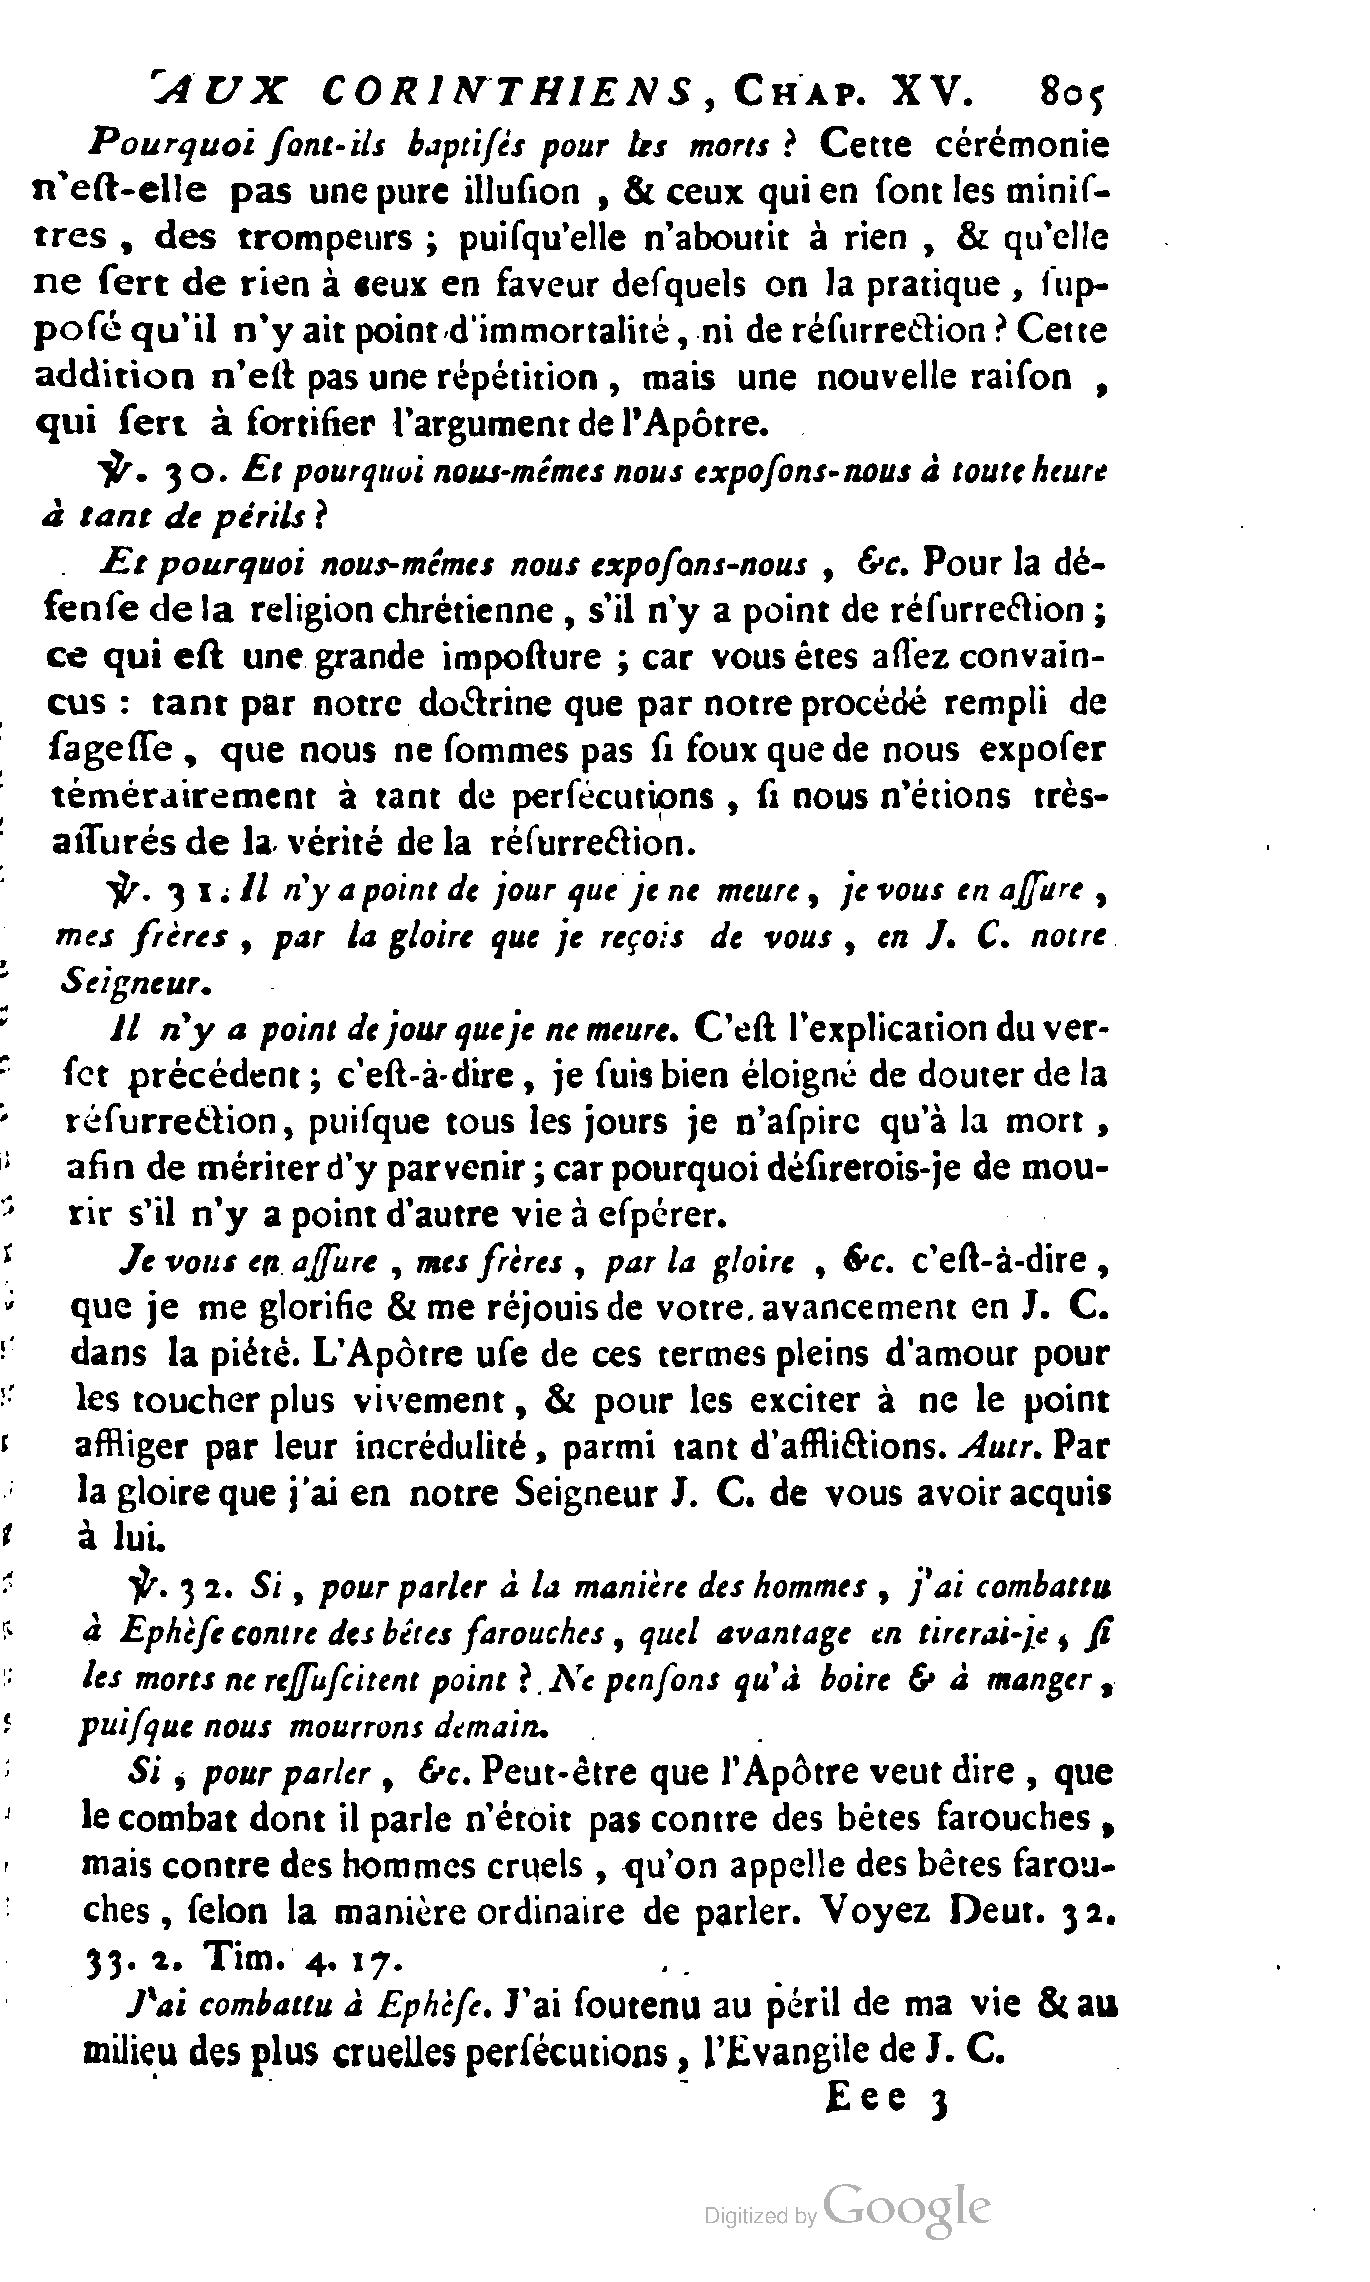 AUX CORINTHIENS, CHAP. XV. 805
Pourquoi ſont-ils baptiſés pour les morts ? Cette cérémonie
n'eſt-elle pas une pure illuſion , & ceux qui en ſont les miniſ-
tres , des trompeurs ; puiſqu'elle n'aboutit à rien , & qu'elle
ne ſert de rien à ceux en faveur deſquels on la pratique , ſup-
poſé qu'il n'y ait point d'immortalité, ni de réſurrection ? Cette
addition n'eſt pas une répétition , mais une nouvelle raiſon ,
qui ſert à fortifier l'argument de l'Apôtre.
℣. 30. Et pourquoi nous-mêmes nous expoſons-nous à toute heure
à tant de périls ?
Et pourquoi nous-mêmes nous expoſons-nous , &c. Pour la dé-
fenſe de la religion chrétienne , s'il n'y a point de réſurrection ;
ce qui eſt une grande impoſture ; car vous êtes aſſez convain-
cus : tant par notre doctrine que par notre procédé rempli de
ſageſſe , que nous ne ſommes pas ſi foux que de nous expoſer
témérairement à tant de perſécutions , ſi nous n'étions très-
aſſurés de la vérité de la réſurrection.
℣. 31. Il n'y a point de jour que je ne meure, je vous en aſſure ,
mes frères , par la gloire que je reçois de vous , en J. C. notre
Seigneur.
Il n'y a point de jour que je ne meure. C'eſt l'explication du ver-
ſet précédent ; c'eſt-à-dire , je ſuis bien éloigné de douter de la
réſurrection, puiſque tous les jours je n'aſpire qu'à la mort ,
afin de mériter d'y parvenir ; car pourquoi déſirerois-je de mou-
rir s'il n'y a point d'autre vie à eſpérer.
Je vous en aſſure , mes frères , par la gloire , &c. c'eſt-à-dire ,
que je me glorifie & me réjouis de votre avancement en J. C.
dans la piété. L'Apôtre uſe de ces termes pleins d'amour pour
les toucher plus vivement , & pour les exciter à ne le point
affliger par leur incrédulité , parmi tant d'afflictions. Autr. Par
la gloire que j'ai en notre Seigneur J. C. de vous avoir acquis
à lui.
℣. 32. Si , pour parler à la manière des hommes , j'ai combattu
à Ephèſe contre des bêtes farouches , quel avantage en tirerai-je , ſi
les morts ne reſſuſcitent point ? Ne penſons qu'à boire & à manger ,
puiſque nous mourrons demain.
Si , pour parler , &c. Peut-être que l'Apôtre veut dire , que
le combat dont il parle n'étoit pas contre des bêtes farouches ,
mais contre des hommes cruels , qu'on appelle des bêtes farou-
ches , ſelon la manière ordinaire de parler. Voyez Deut. 32.
33. 2. Tim. 4. 17.
J'ai combattu à Ephèſe. J'ai ſoutenu au péril de ma vie & au
milieu des plus cruelles perſécutions , l'Evangile de J. C.
Eee 3
Digitized by Google